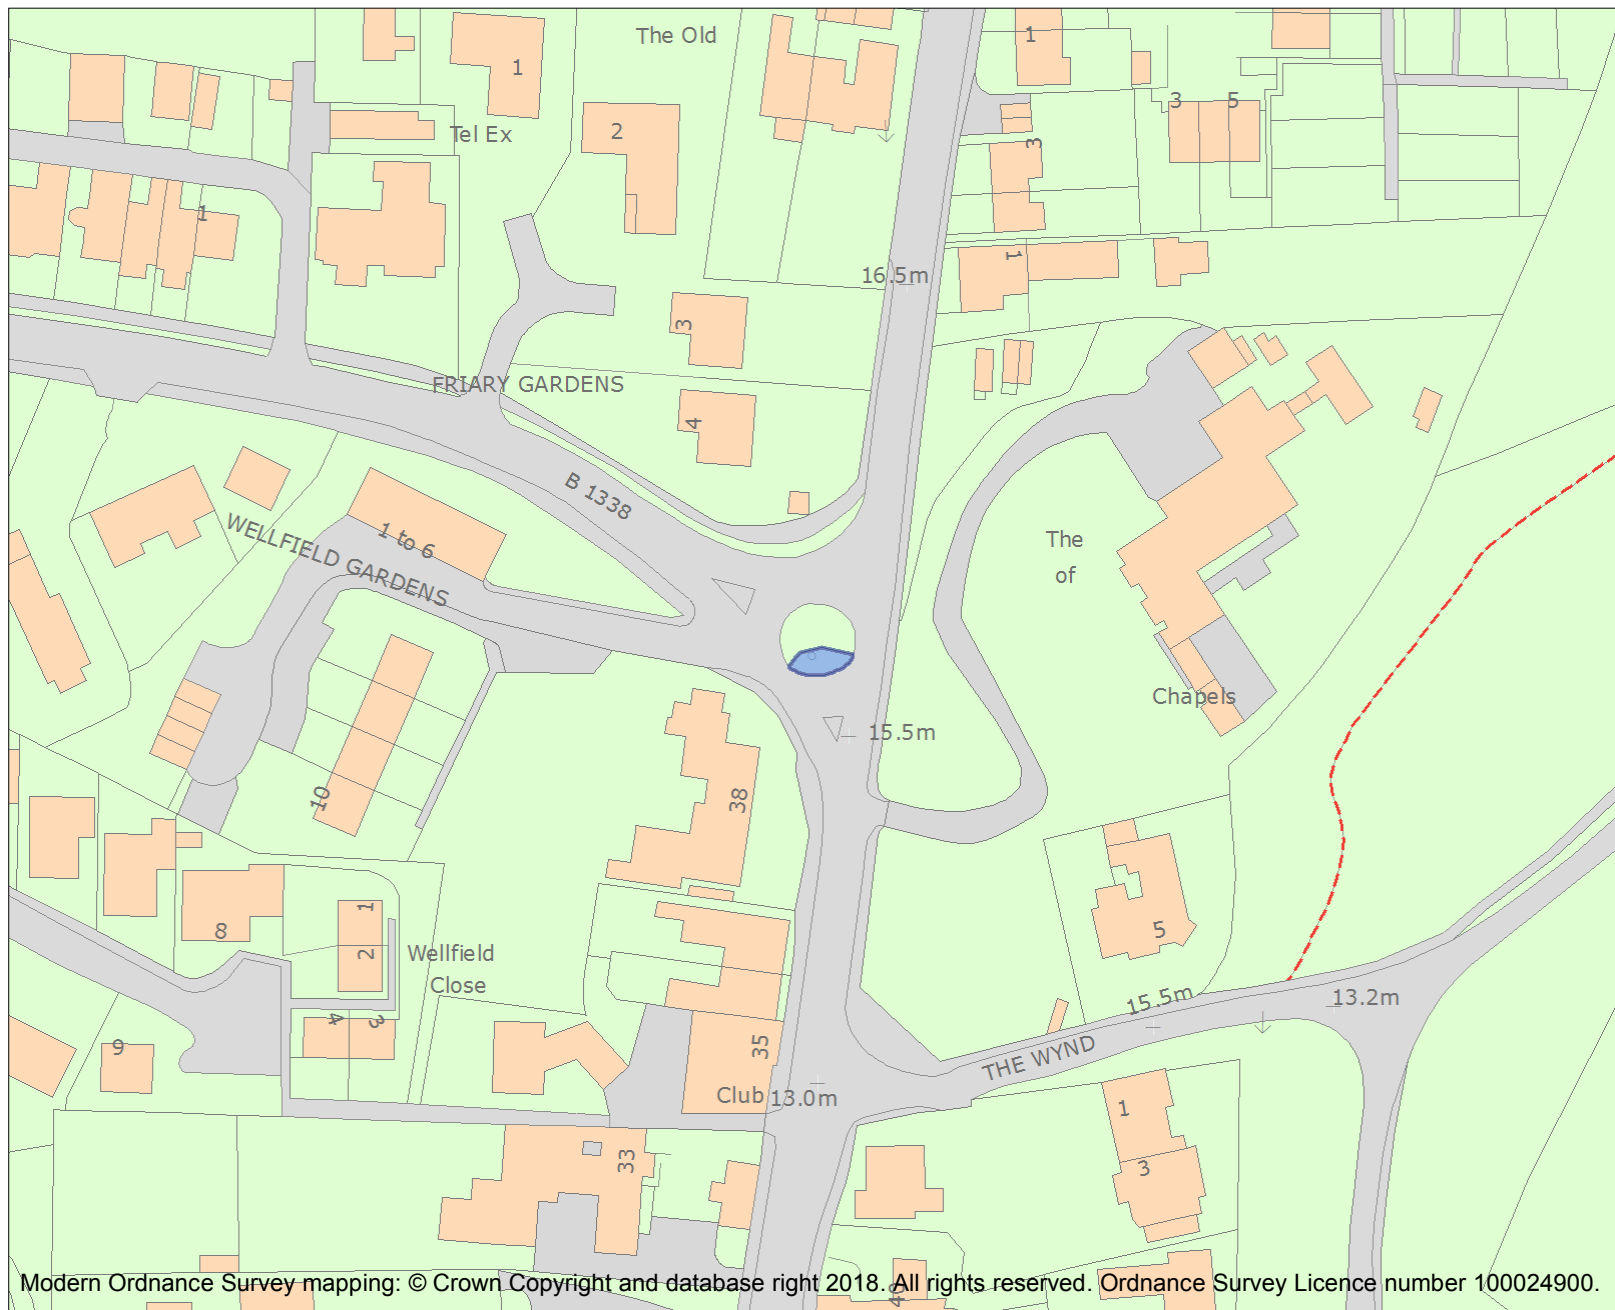 The Old
1
1
2
Tel Ex
3
5
3
1
1
16.5m
3
FRIARY GARDENS
4
B 1338
WELLFIELD GARDENS
1 to 6
The
of
Chapels
15.5m
10
38
1
8
2
Wellfield
Close
5
15.5m
13.2m
4
3
9
35
THE WYND
Club
13.0m
1
33
3
40
Modern Ordnance Survey mapping: © Crown Copyright and database right 2018. All rights reserved. Ordnance Survey Licence number 100024900.